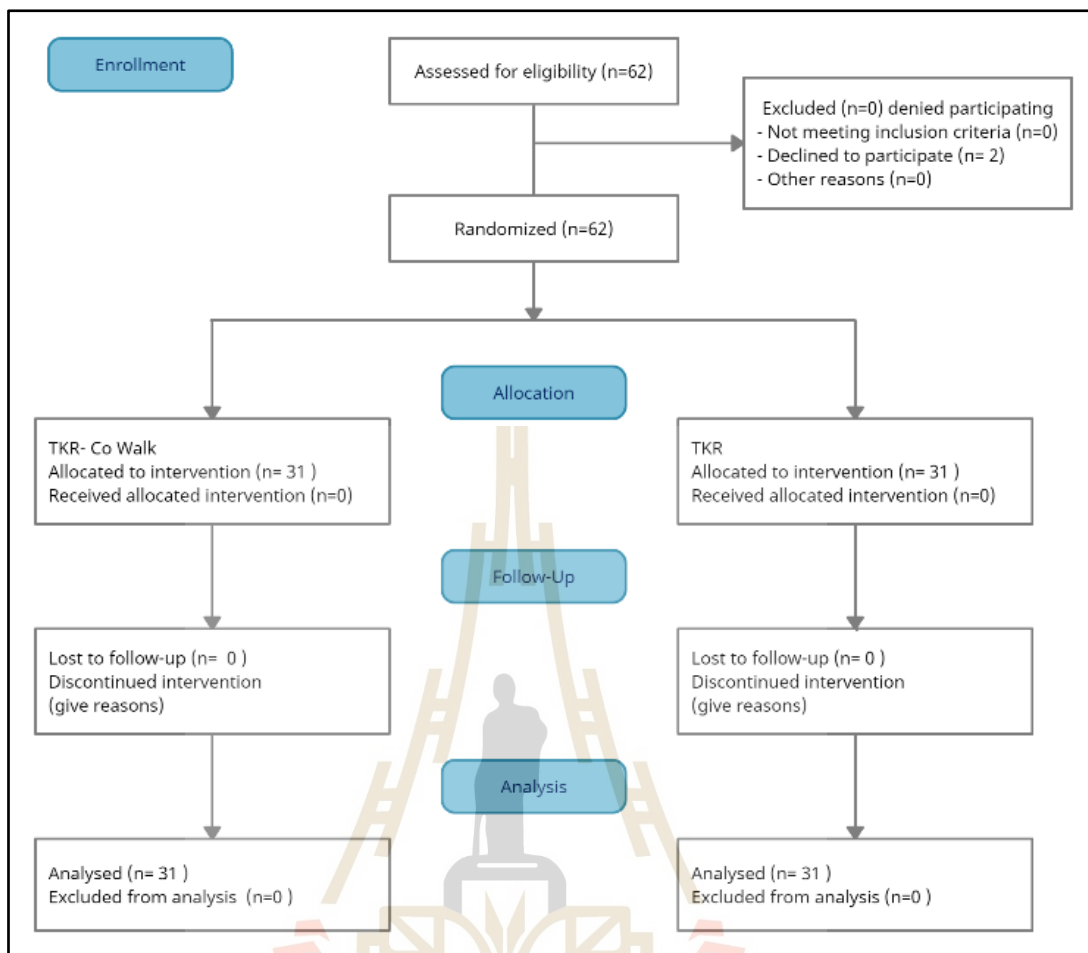 Enrollment
Assessed for eligibility (n=62)
Excluded (n=0) denied participating
- Not meeting inclusion criteria (n=0)
- Declined to participate (n= 2)
- Other reasons (n=0)
Randomized (n=62)
Allocation
TKR- Co Walk
Allocated to intervention (n= 31 )
Received allocated intervention (n=0)
TKR
Allocated to intervention (n= 31 )
Received allocated intervention (n=0)
Follow-Up
Lost to follow-up (n=  0 )
Discontinued intervention
(give reasons)
Lost to follow-up (n= 0 )
Discontinued intervention
(give reasons)
Analysis
Analysed (n= 31 )
Excluded from analysis  (n=0 )
Analysed (n= 31 )
Excluded from analysis (n=0 )